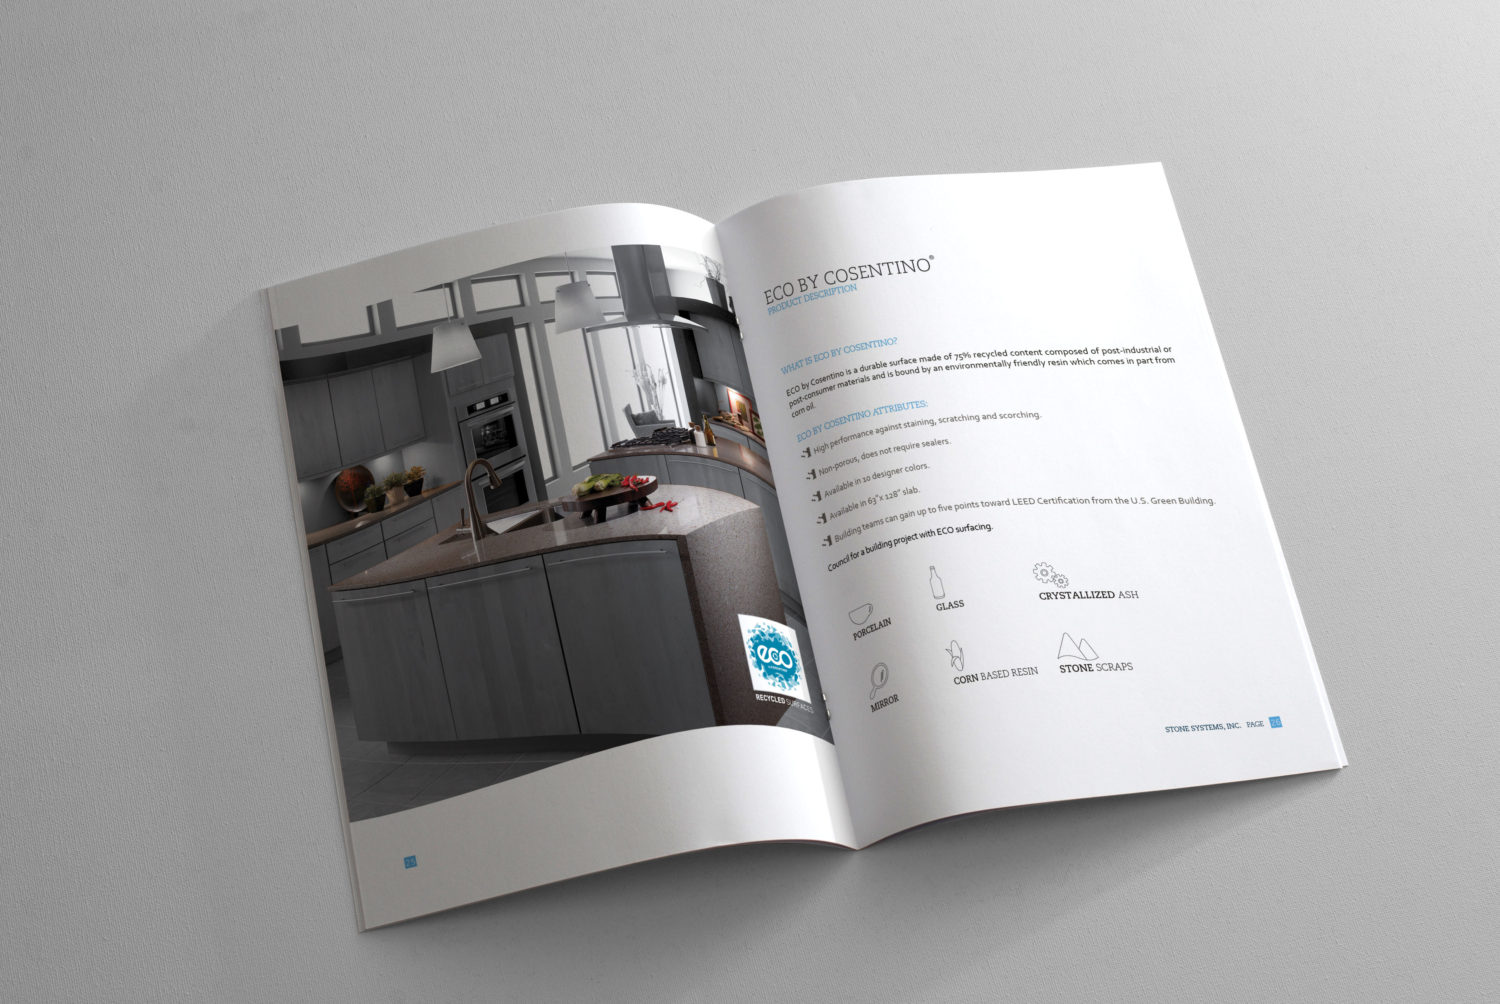 eco
RECYCLED SURFACES
ECO BY COSENTINO®
PRODUCT DESCRIPTION
WHAT IS ECO BY COSENTINO?
ECO by Cosentino is a durable surface made of 75% recycled content composed of post-industrial or
post-consumer materials and is bound by an environmentally friendly resin which comes in part from
corn oil.
ECO BY COSENTINO ATTRIBUTES:
High performance against staining, scratching and scorching.
Non-porous, does not require sealers.
Available in 10 designer colors.
Available in 63"x 128" slab.
Building teams can gain up to five points toward LEED Certification from the U.S. Green Building.
Council for a building project with ECO surfacing.
PORCELAIN
GLASS
CRYSTALLIZED ASH
MIRROR
CORN BASED RESIN
STONE SCRAPS
STONE SYSTEMS, INC. PAGE